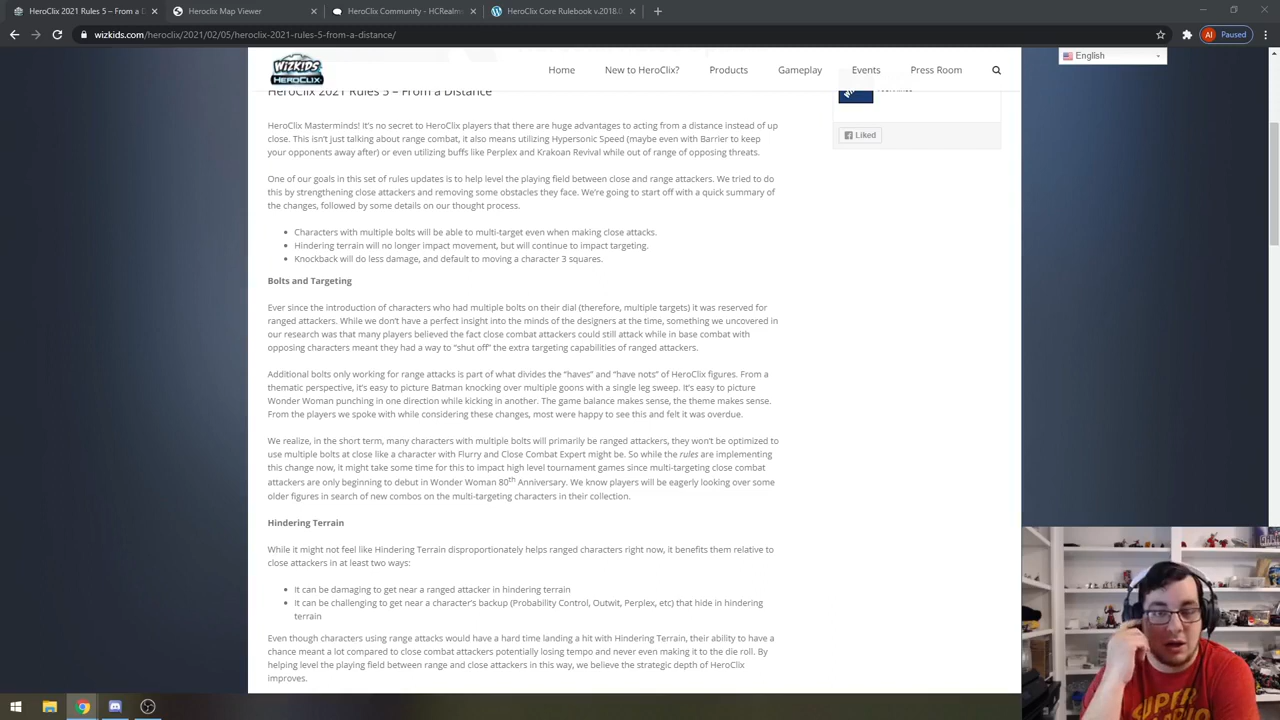 HeroClix 2021 Rules 5 – From a D
HeroClix Map Viewer
HeroClix Community - HCRealms
HeroClix Core Rulebook v.2018.0
wizkids.com/heroclix/2021/02/05/heroclix-2021-rules-5-from-a-distance/
AI Paused
WIZKIDS
HEROCLIX
Home
New to HeroClix?
Products
Gameplay
Events
Press Room
English
HeroClix 2021 Rules 5 – From a Distance
Liked
HeroClix Masterminds! It's no secret to HeroClix players that there are huge advantages to acting from a distance instead of up
close. This isn't just talking about range combat, it also means utilizing Hypersonic Speed (maybe even with Barrier to keep
your opponents away after) or even utilizing buffs like Perplex and Krakoan Revival while out of range of opposing threats.
One of our goals in this set of rules updates is to help level the playing field between close and range attackers. We tried to do
this by strengthening close attackers and removing some obstacles they face. We're going to start off with a quick summary of
the changes, followed by some details on our thought process.
• Characters with multiple bolts will be able to multi-target even when making close attacks.
• Hindering terrain will no longer impact movement, but will continue to impact targeting.
• Knockback will do less damage, and default to moving a character 3 squares.
Bolts and Targeting
Ever since the introduction of characters who had multiple bolts on their dial (therefore, multiple targets) it was reserved for
ranged attackers. While we don't have a perfect insight into the minds of the designers at the time, something we uncovered in
our research was that many players believed the fact close combat attackers could still attack while in base combat with
opposing characters meant they had a way to "shut off" the extra targeting capabilities of ranged attackers.
Additional bolts only working for range attacks is part of what divides the "haves" and "have nots" of HeroClix figures. From a
thematic perspective, it's easy to picture Batman knocking over multiple goons with a single leg sweep. It's easy to picture
Wonder Woman punching in one direction while kicking in another. The game balance makes sense, the theme makes sense.
From the players we spoke with while considering these changes, most were happy to see this and felt it was overdue.
We realize, in the short term, many characters with multiple bolts will primarily be ranged attackers, they won't be optimized to
use multiple bolts at close like a character with Flurry and Close Combat Expert might be. So while the rules are implementing
this change now, it might take some time for this to impact high level tournament games since multi-targeting close combat
attackers are only beginning to debut in Wonder Woman 80th Anniversary. We know players will be eagerly looking over some
older figures in search of new combos on the multi-targeting characters in their collection.
Hindering Terrain
While it might not feel like Hindering Terrain disproportionately helps ranged characters right now, it benefits them relative to
close attackers in at least two ways:
• It can be damaging to get near a ranged attacker in hindering terrain
• It can be challenging to get near a character's backup (Probability Control, Outwit, Perplex, etc) that hide in hindering
terrain
Even though characters using range attacks would have a hard time landing a hit with Hindering Terrain, their ability to have a
chance meant a lot compared to close combat attackers potentially losing tempo and never even making it to the die roll. By
helping level the playing field between range and close attackers in this way, we believe the strategic depth of HeroClix
improves.
SUPER